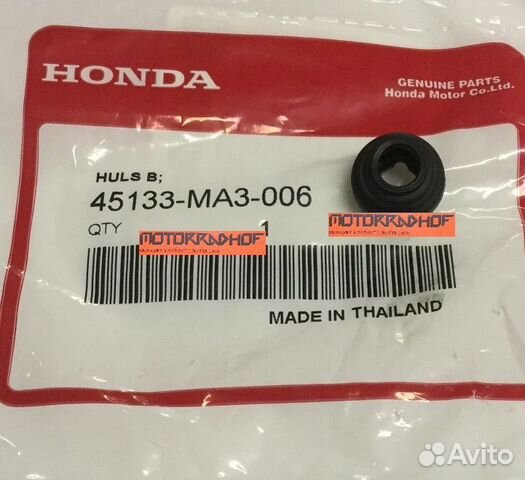 HONDA
GENUINE PARTS
Honda Motor Co.,Ltd.
HULS B;
45133-MA3-006
QTY 1
MOTORRADHOF
MOTORRADHOF
MADE IN THAILAND
Avito